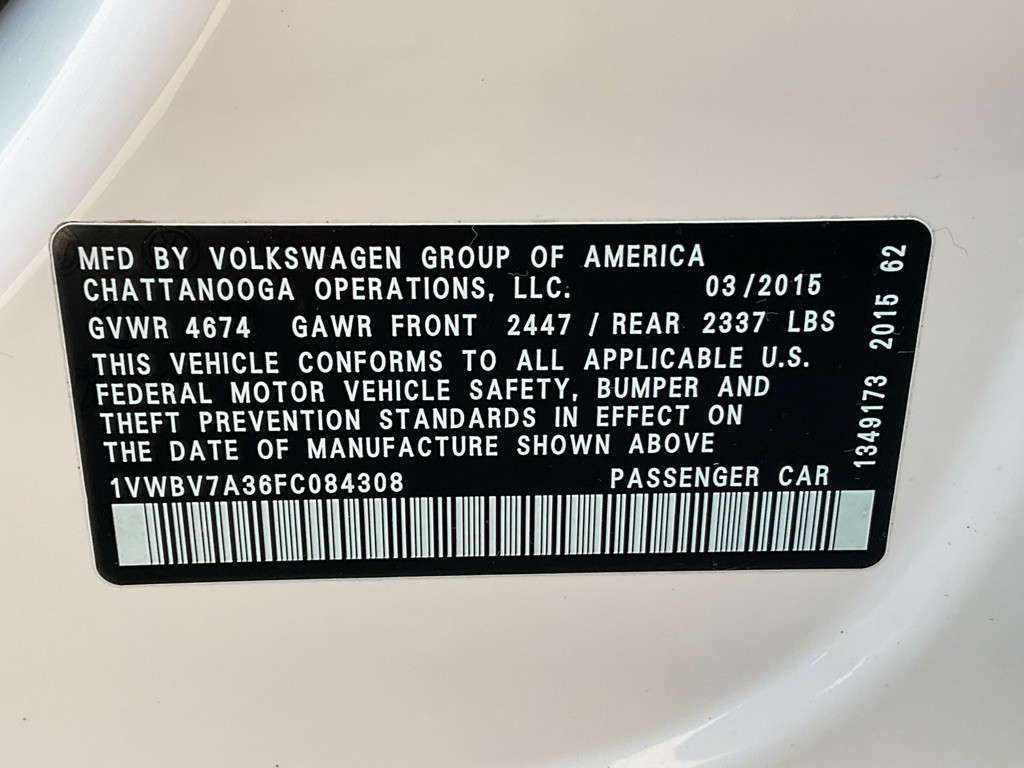 MFD BY VOLKSWAGEN GROUP OF AMERICA
CHATTANOOGA OPERATIONS, LLC. 03/2015
GVWR 4674 GAWR FRONT 2447 / REAR 2337 LBS
THIS VEHICLE CONFORMS TO ALL APPLICABLE U.S.
FEDERAL MOTOR VEHICLE SAFETY, BUMPER AND
THEFT PREVENTION STANDARDS IN EFFECT ON
THE DATE OF MANUFACTURE SHOWN ABOVE
1VWBV7A36FC084308 PASSENGER CAR
1349173 2015 62